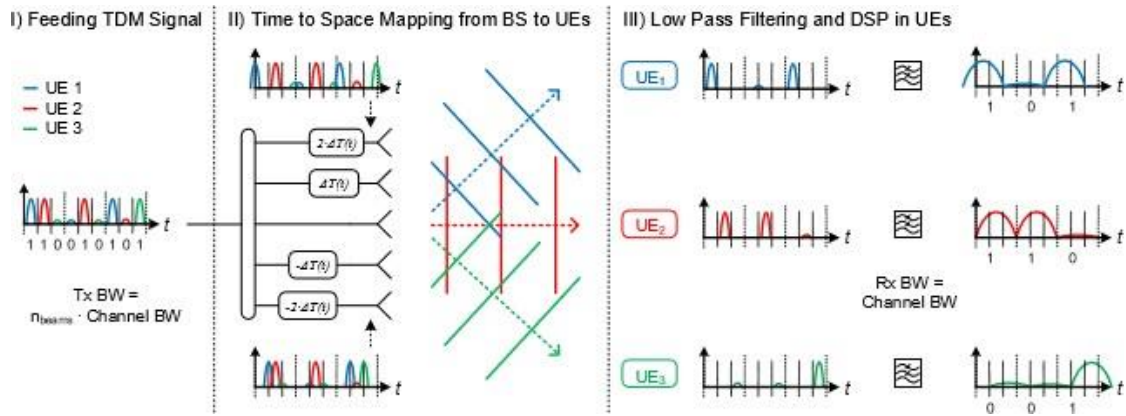 I) Feeding TDM Signal
II) Time to Space Mapping from BS to UEs
III) Low Pass Filtering and DSP in UEs
UE 1
UE 2
UE 3
t
1 1 0 0 1 0 1 0 1
Tx BW =
nbeams · Channel BW
t
2·ΔT(t)
ΔT(t)
-ΔT(t)
-2·ΔT(t)
t
UE1
t
t
1 0 1
UE2
t
t
1 1 0
Rx BW =
Channel BW
UE3
t
t
0 0 1